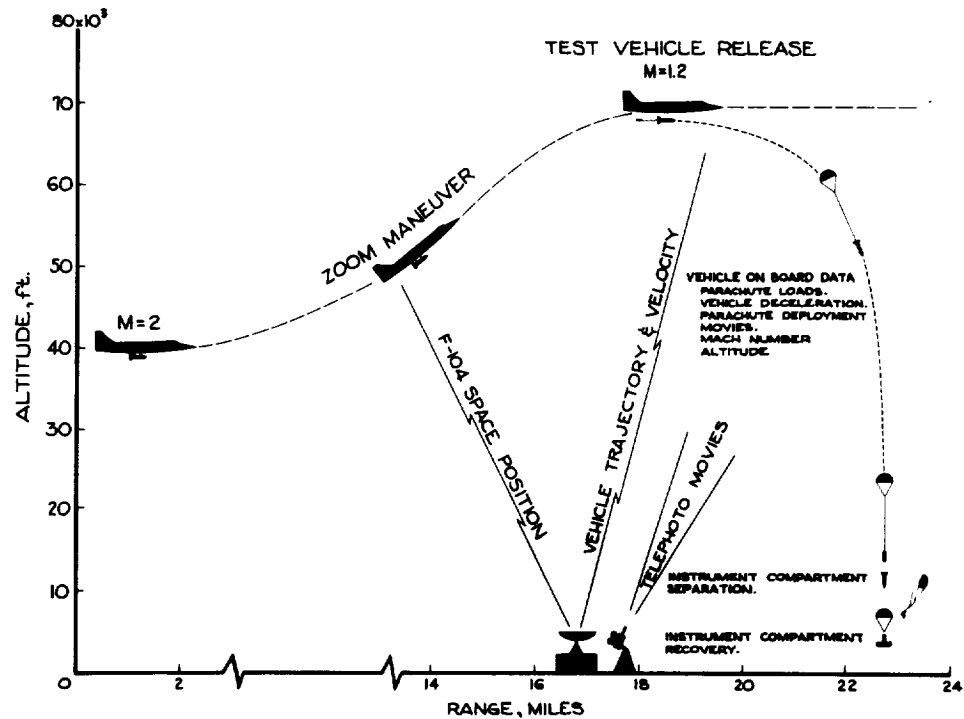 80×10³
TEST VEHICLE RELEASE
M=1.2
70
60
ZOOM MANEUVER
50
VEHICLE ON BOARD DATA
PARACHUTE LOADS.
VEHICLE DECELERATION.
PARACHUTE DEPLOYMENT
MOVIES.
MACH NUMBER
ALTITUDE
M=2
40
ALTITUDE, ft.
F-104 SPACE POSITION
VEHICLE TRAJECTORY & VELOCITY
TELEPHOTO MOVIES
30
20
INSTRUMENT COMPARTMENT
SEPARATION.
10
INSTRUMENT COMPARTMENT
RECOVERY.
0 2 14 16 18 20 22 24
RANGE, MILES